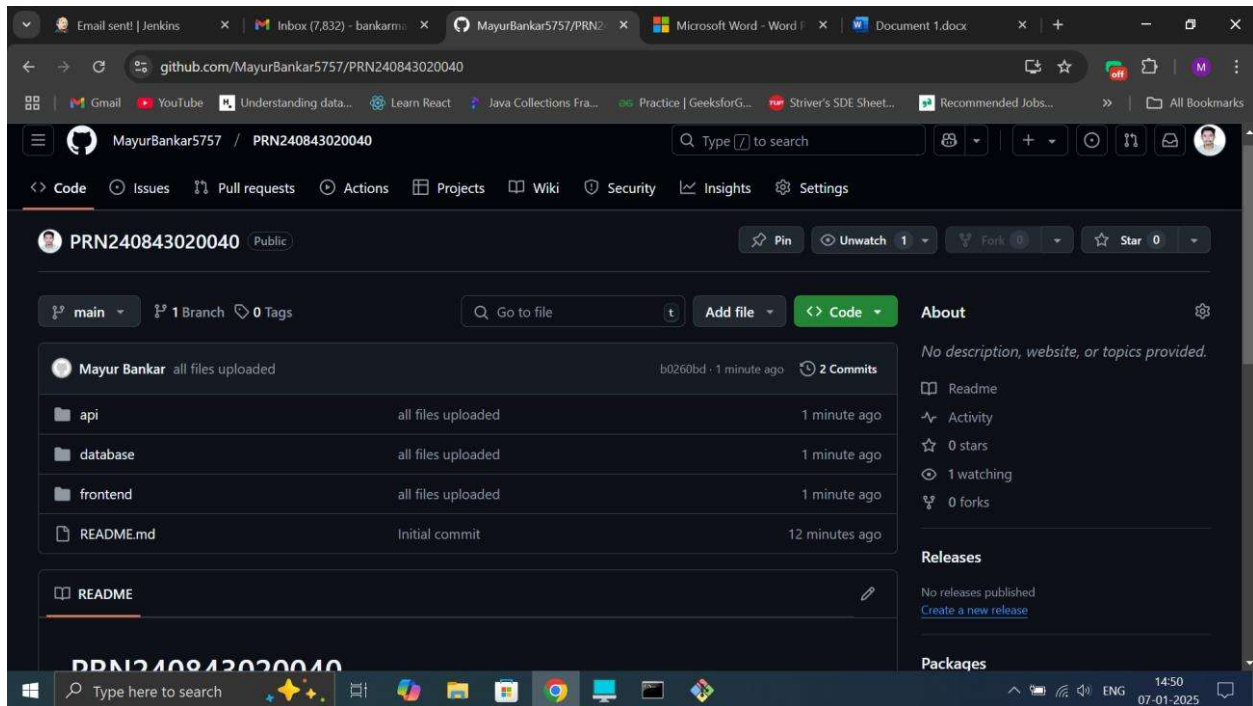 Email sent! | Jenkins
Inbox (7,832) - bankarma
MayurBankar5757/PRN2
Microsoft Word - Word
Document 1.docx
github.com/MayurBankar5757/PRN240843020040
off
M
Gmail
YouTube
Understanding data...
Learn React
Java Collections Fra...
Practice | GeeksforG...
Striver's SDE Sheet...
Recommended Jobs...
»
All Bookmarks
MayurBankar5757 / PRN240843020040
Type / to search
<> Code
Issues
Pull requests
Actions
Projects
Wiki
Security
Insights
Settings
PRN240843020040 Public
Pin
Unwatch 1
Fork 0
Star 0
main
1 Branch
0 Tags
Go to file
t
Add file
<> Code
About
No description, website, or topics provided.
Mayur Bankar all files uploaded
b0260bd · 1 minute ago
2 Commits
Readme
api all files uploaded 1 minute ago
Activity
database all files uploaded 1 minute ago
0 stars
1 watching
frontend all files uploaded 1 minute ago
0 forks
README.md Initial commit 12 minutes ago
Releases
README
No releases published
Create a new release
PRN240843020040
Packages
Type here to search
ENG
14:50
07-01-2025